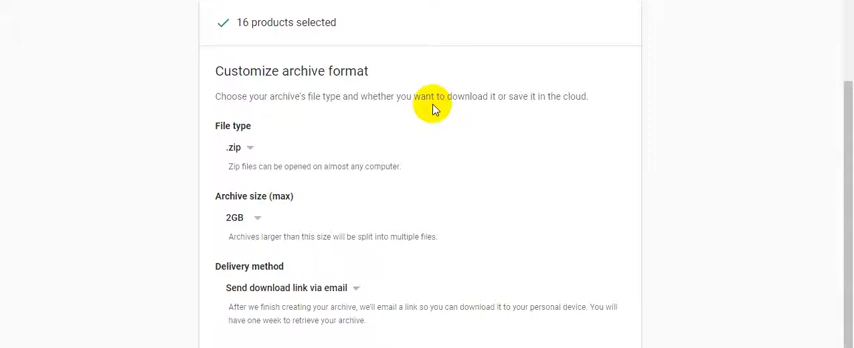 16 products selected
Customize archive format
Choose your archive's file type and whether you want to download it or save it in the cloud.
File type
.zip
Zip files can be opened on almost any computer.
Archive size (max)
2GB
Archives larger than this size will be split into multiple files.
Delivery method
Send download link via email
After we finish creating your archive, we'll email a link so you can download it to your personal device. You will
have one week to retrieve your archive.